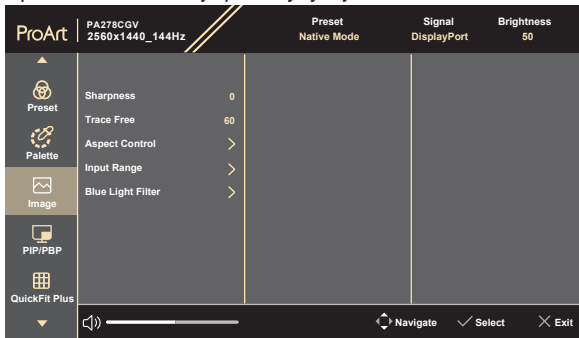 ProArt
PA278CGV
2560x1440_144Hz
Preset
Native Mode
Signal
DisplayPort
Brightness
50
Preset
Palette
Image
PIP/PBP
QuickFit Plus
Sharpness 0
Trace Free 60
Aspect Control
Input Range
Blue Light Filter
Navigate Select Exit